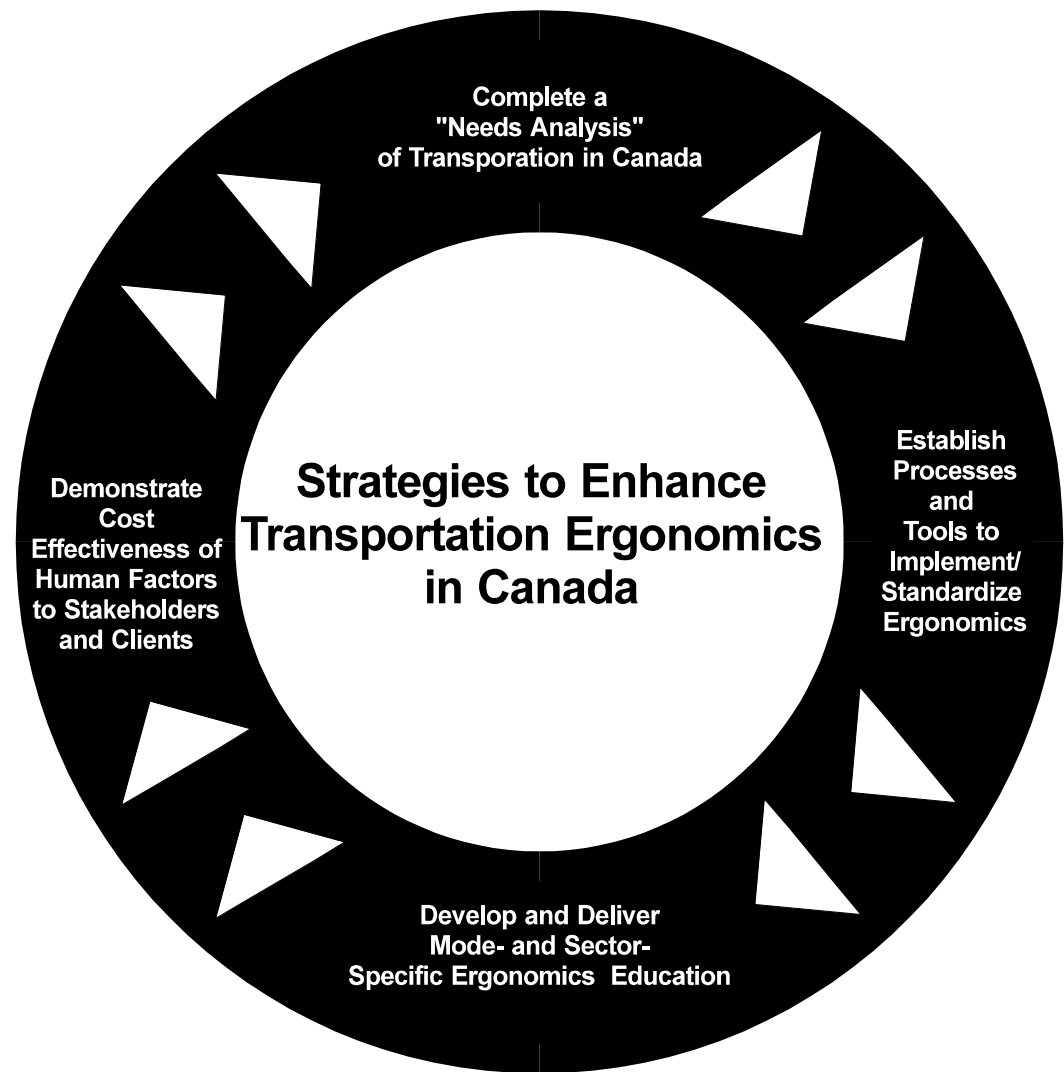 Complete a
"Needs Analysis"
of Transporation in Canada
Establish
Processes
and
Tools to
Implement/
Standardize
Ergonomics
Strategies to Enhance
Transportation Ergonomics
in Canada
Demonstrate
Cost
Effectiveness of
Human Factors
to Stakeholders
and Clients
Develop and Deliver
Mode- and Sector-
Specific Ergonomics Education